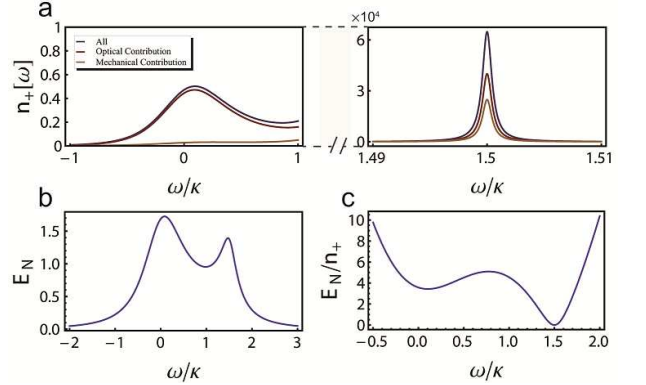 a
n₊[ω]
1
0.8
0.6
0.4
0.2
0
All
Optical Contribution
Mechanical Contribution
−1
0
1
ω/κ
×10⁴
6
3
0
1.49
1.5
1.51
ω/κ
b
E_N
1.5
1.0
0.5
0.0
−2
−1
0
1
2
3
ω/κ
c
E_N/n₊
10
8
6
4
2
0
−0.5
0.0
0.5
1.0
1.5
2.0
ω/κ